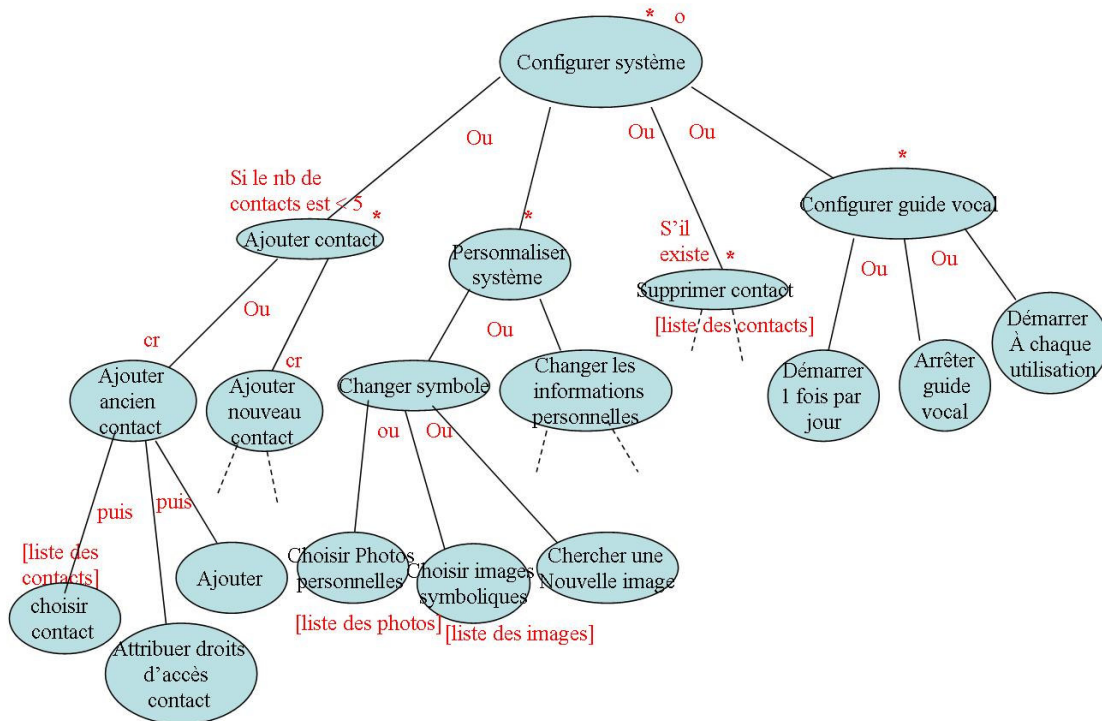 * o
Configurer système
Ou
Ou
Ou
*
Si le nb de
contacts est < 5
*
Ajouter contact
*
Personnaliser
système
S'il
existe *
Supprimer contact
[liste des contacts]
Configurer guide vocal
Ou
Ou
Ou
cr
Ajouter
ancien
contact
cr
Ajouter
nouveau
contact
Ou
Changer symbole
Changer les
informations
personnelles
Démarrer
1 fois par
jour
Arrêter
guide
vocal
Démarrer
À chaque
utilisation
ou
Ou
puis
puis
[liste des
contacts]
choisir
contact
Attribuer droits
d'accès
contact
Ajouter
Choisir Photos
personnelles
[liste des photos]
Choisir images
symboliques
[liste des images]
Chercher une
Nouvelle image